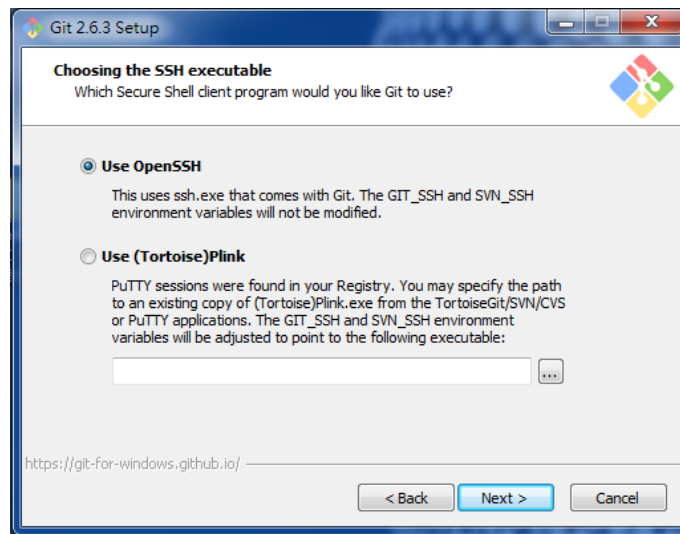 Git 2.6.3 Setup
Choosing the SSH executable
Which Secure Shell client program would you like Git to use?
Use OpenSSH
This uses ssh.exe that comes with Git. The GIT_SSH and SVN_SSH
environment variables will not be modified.
Use (Tortoise)Plink
PuTTY sessions were found in your Registry. You may specify the path
to an existing copy of (Tortoise)Plink.exe from the TortoiseGit/SVN/CVS
or PuTTY applications. The GIT_SSH and SVN_SSH environment
variables will be adjusted to point to the following executable:
...
https://git-for-windows.github.io/
< Back Next > Cancel